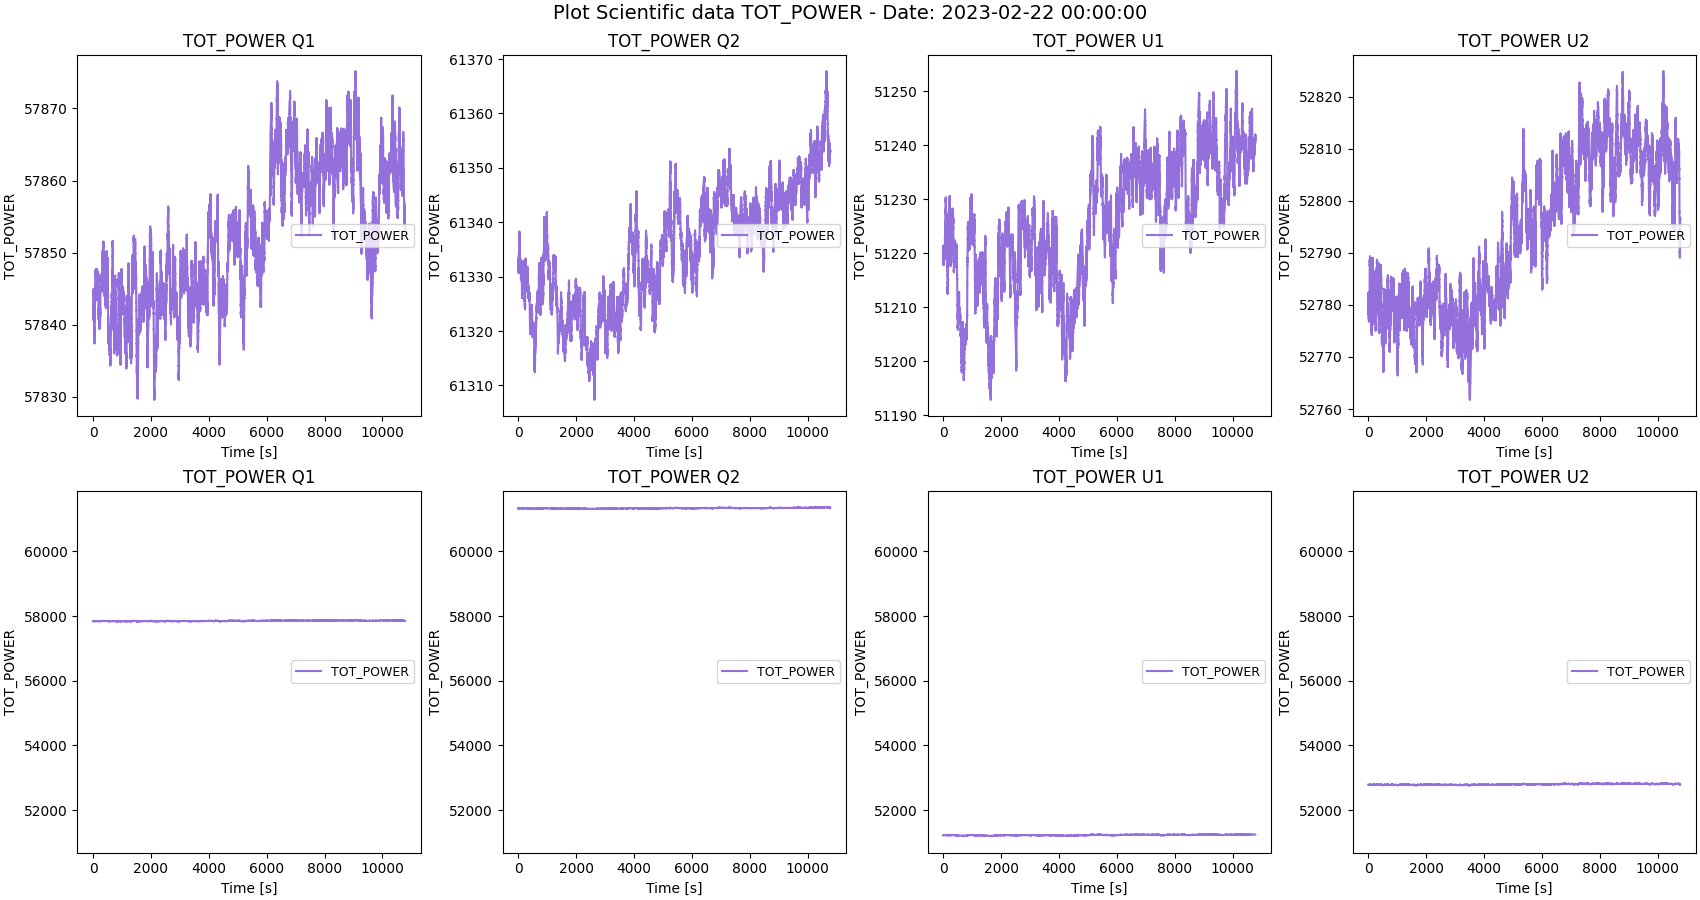 Plot Scientific data TOT_POWER - Date: 2023-02-22 00:00:00
TOT_POWER Q1
TOT_POWER
57870
57860
57850
57840
57830
TOT_POWER
0 2000 4000 6000 8000 10000
Time [s]
TOT_POWER Q2
TOT_POWER
61370
61360
61350
61340
61330
61320
61310
TOT_POWER
0 2000 4000 6000 8000 10000
Time [s]
TOT_POWER U1
TOT_POWER
51250
51240
51230
51220
51210
51200
51190
TOT_POWER
0 2000 4000 6000 8000 10000
Time [s]
TOT_POWER U2
TOT_POWER
52820
52810
52800
52790
52780
52770
52760
TOT_POWER
0 2000 4000 6000 8000 10000
Time [s]
TOT_POWER Q1
TOT_POWER
60000
58000
56000
54000
52000
TOT_POWER
0 2000 4000 6000 8000 10000
Time [s]
TOT_POWER Q2
TOT_POWER
60000
58000
56000
54000
52000
TOT_POWER
0 2000 4000 6000 8000 10000
Time [s]
TOT_POWER U1
TOT_POWER
60000
58000
56000
54000
52000
TOT_POWER
0 2000 4000 6000 8000 10000
Time [s]
TOT_POWER U2
TOT_POWER
60000
58000
56000
54000
52000
TOT_POWER
0 2000 4000 6000 8000 10000
Time [s]